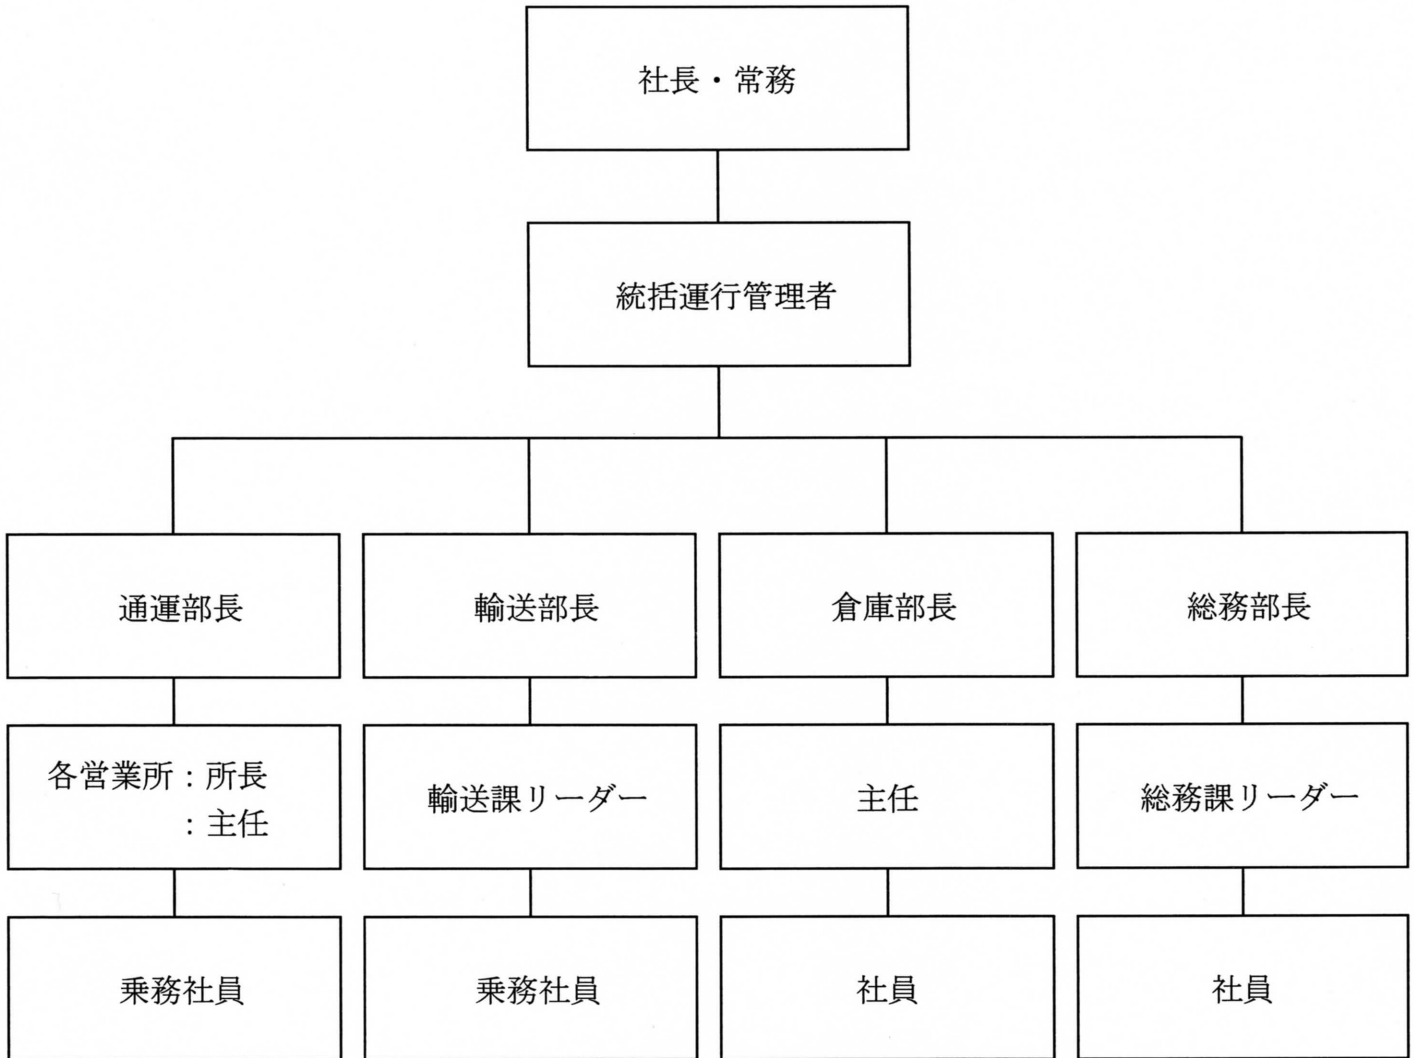 社長・常務
統括運行管理者
通運部長
輸送部長
倉庫部長
総務部長
各営業所:所長
:主任
輸送課リーダー
主任
総務課リーダー
乗務社員
乗務社員
社員
社員